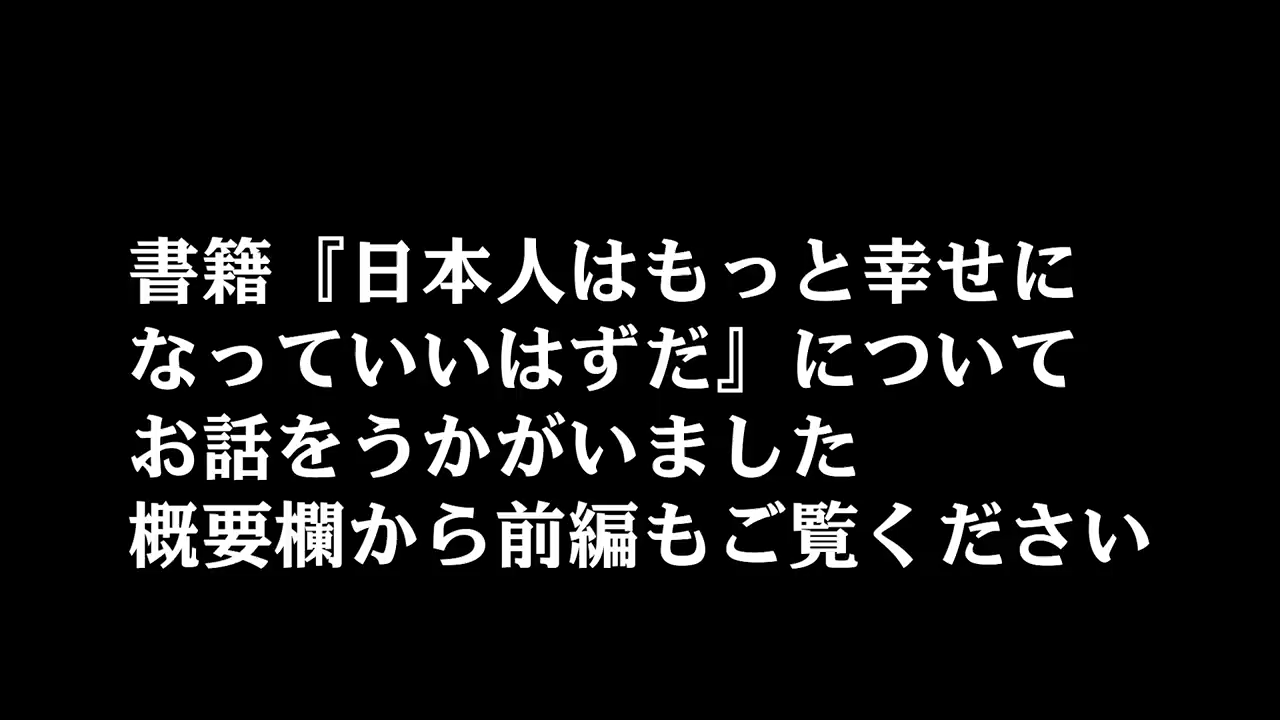 書籍『日本人はもっと幸せに
なっていいはずだ』について
お話をうかがいました
概要欄から前編もご覧ください